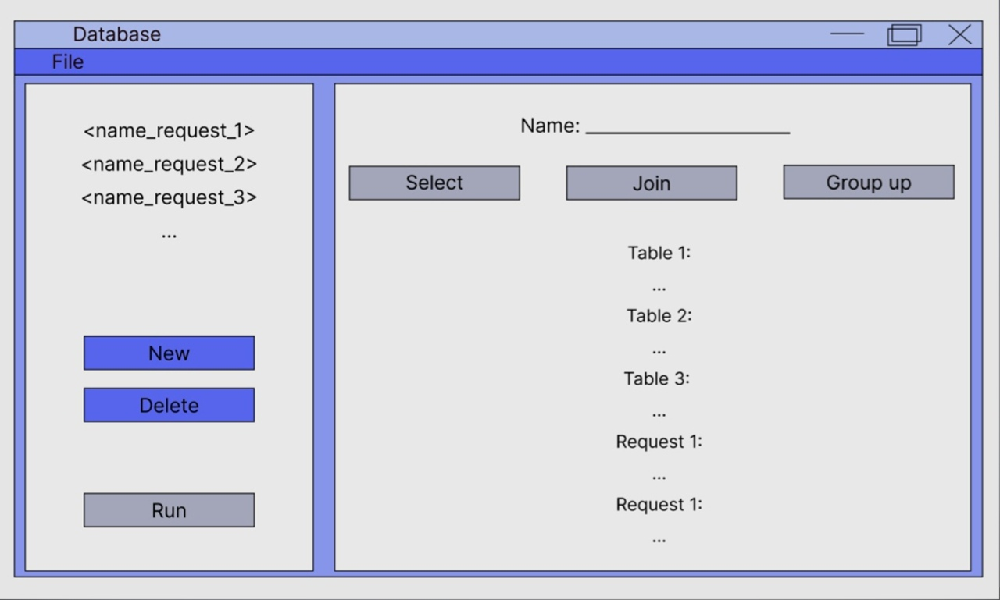 Database
File
<name_request_1>
<name_request_2>
<name_request_3>
...
New
Delete
Run
Name: ____________________
Select
Join
Group up
Table 1:
...
Table 2:
...
Table 3:
...
Request 1:
...
Request 1:
...